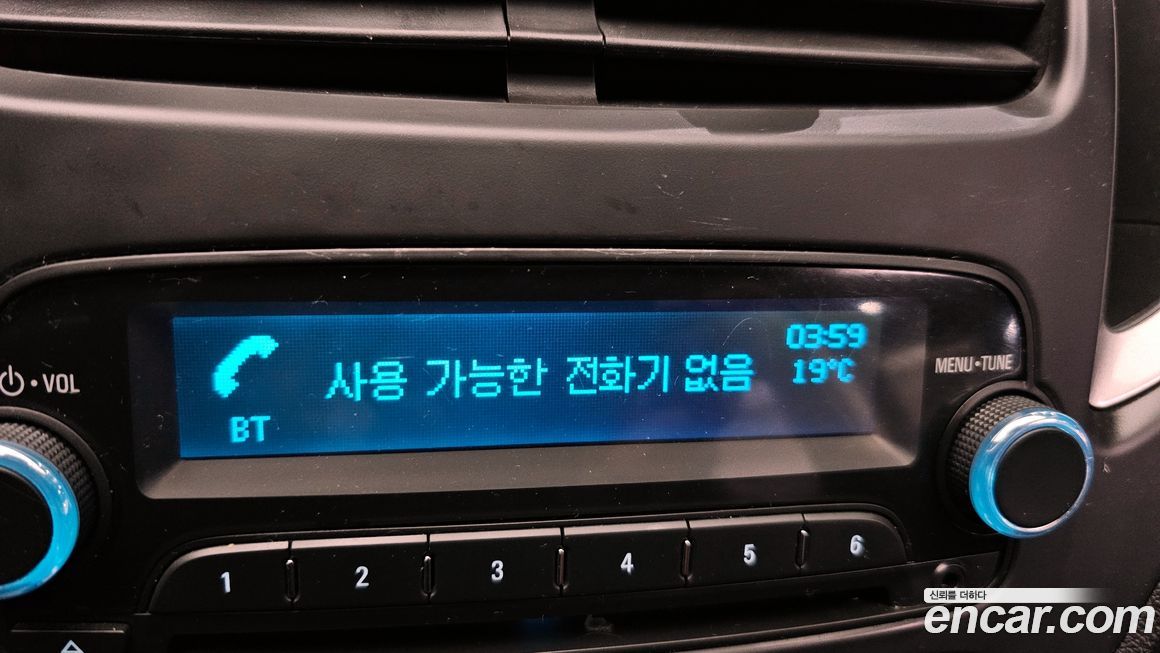 03:59
사용 가능한 전화기 없음
19°C
BT
VOL
MENU•TUNE
1 2 3 4 5 6
신뢰를 더하다
encar.com